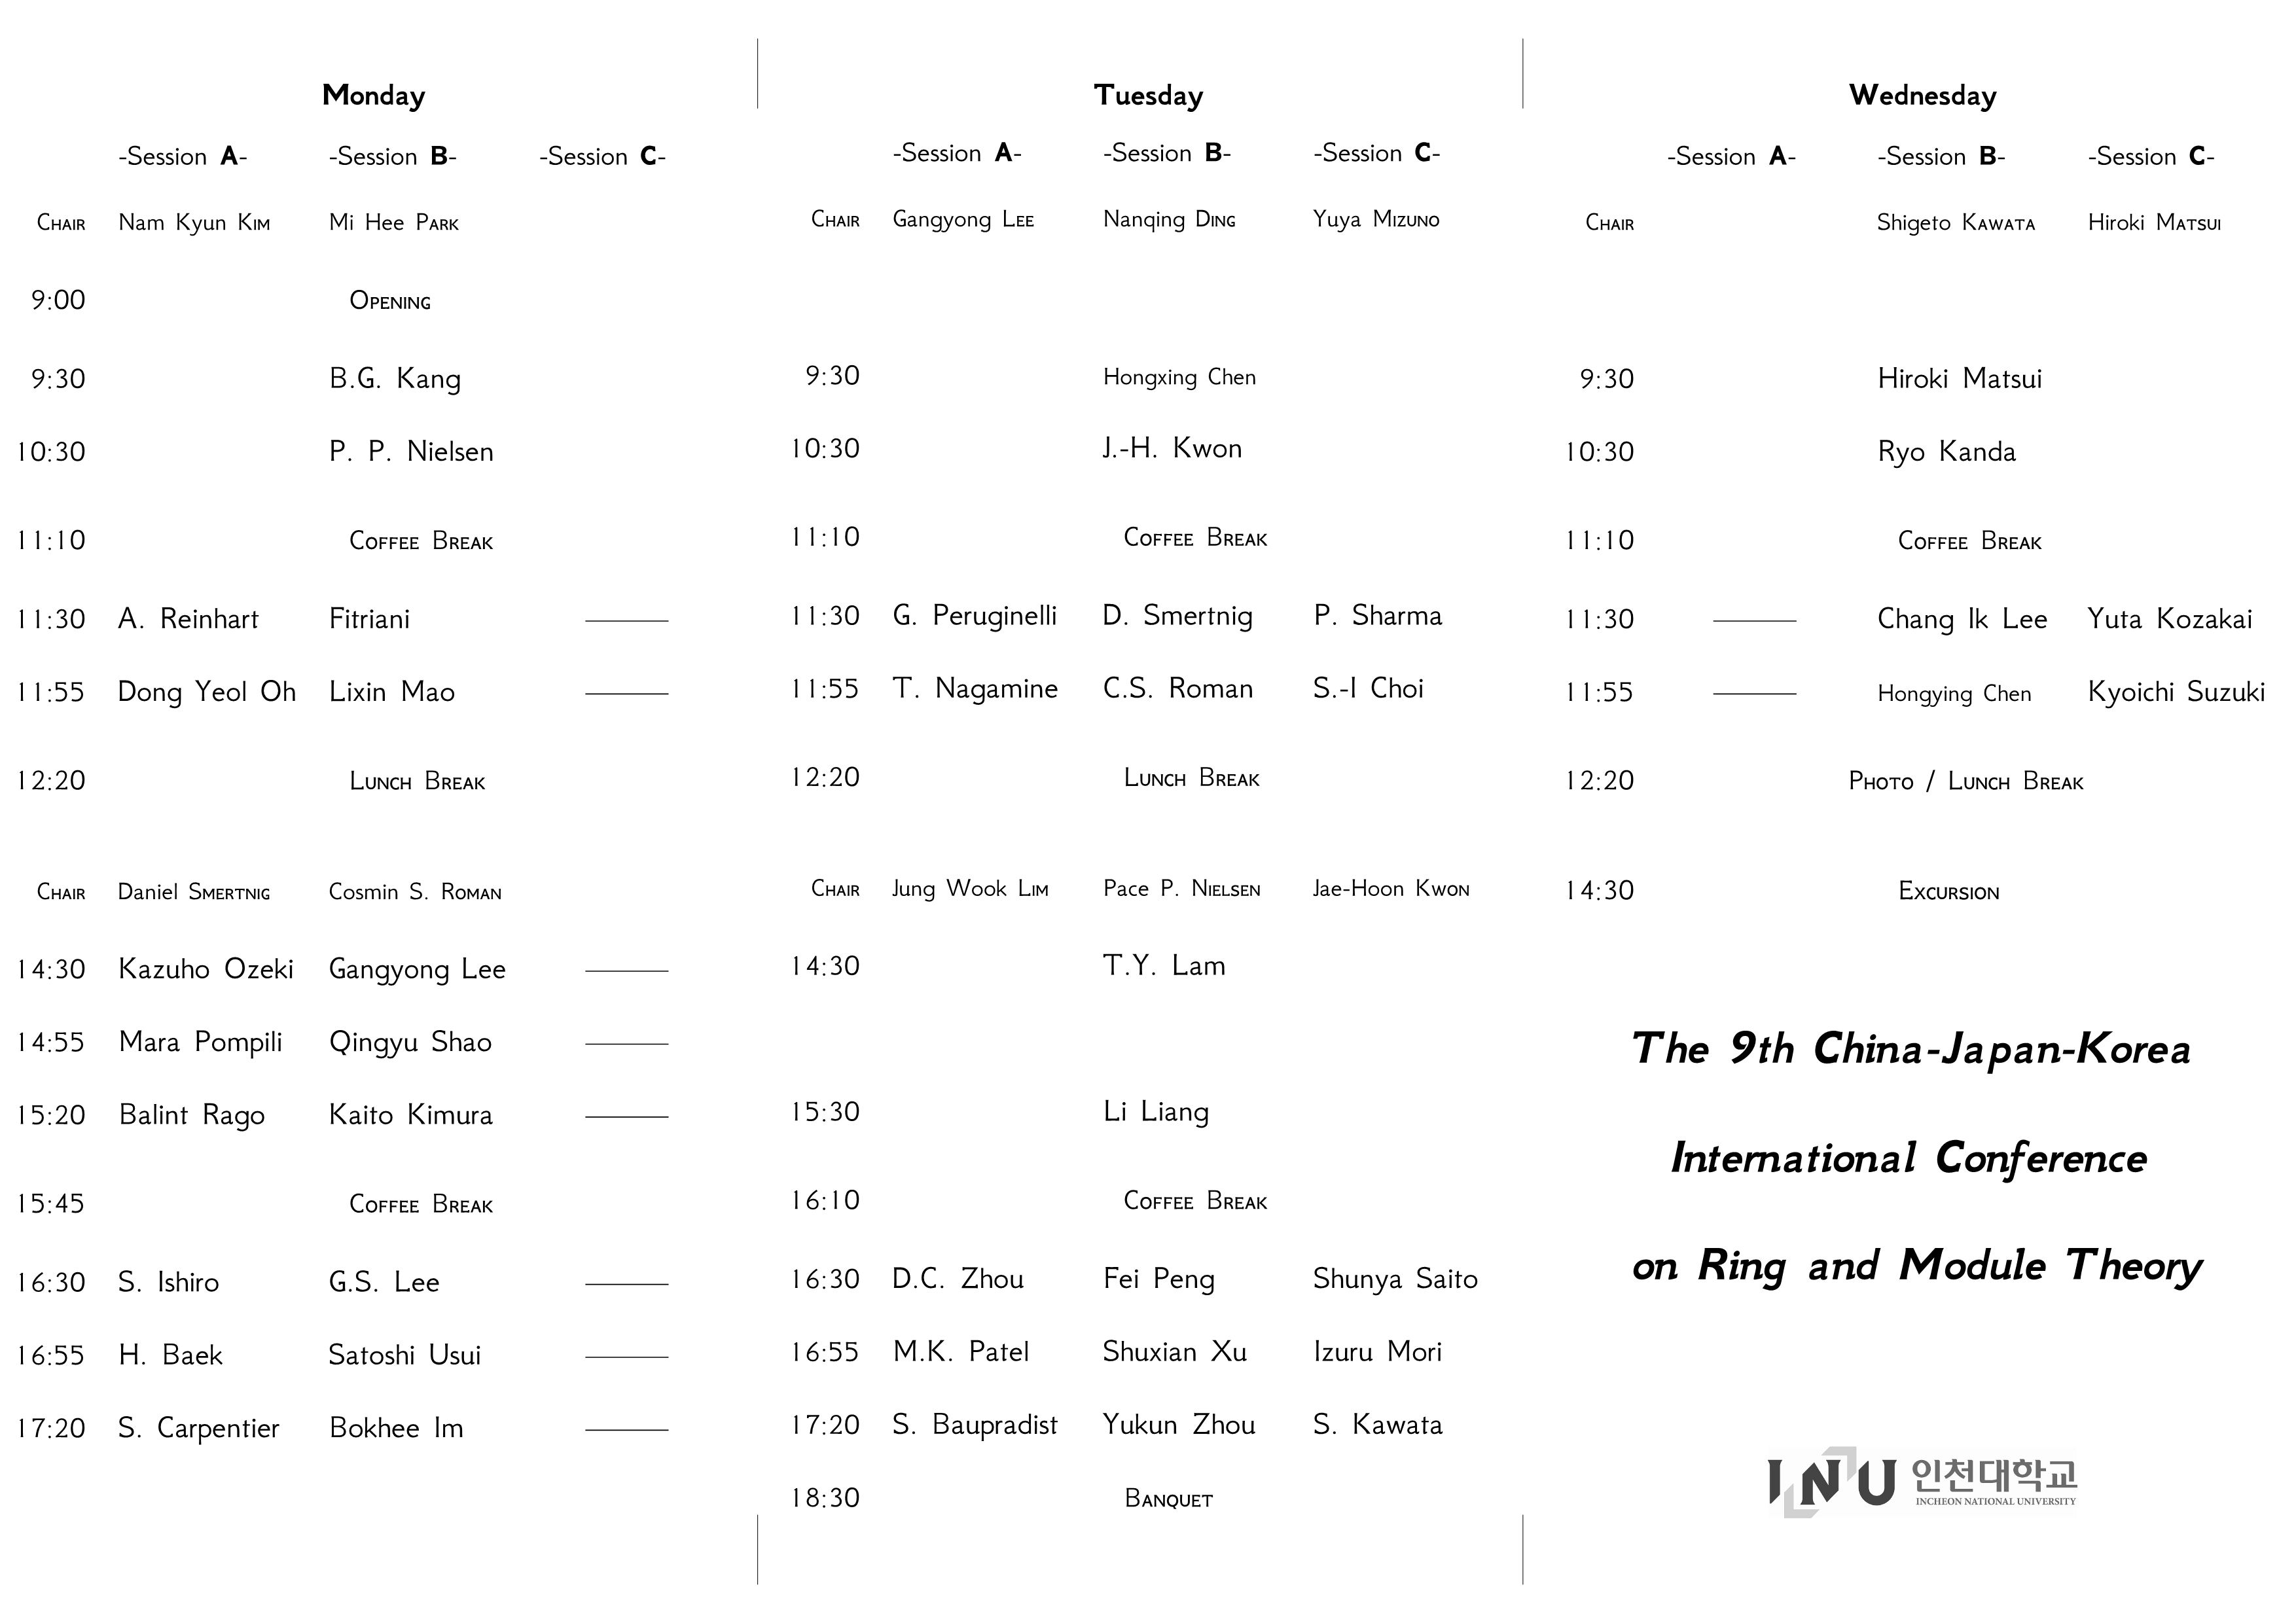 Monday
-Session A- -Session B- -Session C-
Chair Nam Kyun Kim Mi Hee Park
9:00 Opening
9:30 B.G. Kang
10:30 P. P. Nielsen
11:10 Coffee Break
11:30 A. Reinhart Fitriani
11:55 Dong Yeol Oh Lixin Mao
12:20 Lunch Break
Chair Daniel Smertnig Cosmin S. Roman
14:30 Kazuho Ozeki Gangyong Lee
14:55 Mara Pompili Qingyu Shao
15:20 Balint Rago Kaito Kimura
15:45 Coffee Break
16:30 S. Ishiro G.S. Lee
16:55 H. Baek Satoshi Usui
17:20 S. Carpentier Bokhee Im
Tuesday
-Session A- -Session B- -Session C-
Chair Gangyong Lee Nanqing Ding Yuya Mizuno
9:30 Hongxing Chen
10:30 J.-H. Kwon
11:10 Coffee Break
11:30 G. Peruginelli D. Smertnig P. Sharma
11:55 T. Nagamine C.S. Roman S.-I Choi
12:20 Lunch Break
Chair Jung Wook Lim Pace P. Nielsen Jae-Hoon Kwon
14:30 T.Y. Lam
15:30 Li Liang
16:10 Coffee Break
16:30 D.C. Zhou Fei Peng Shunya Saito
16:55 M.K. Patel Shuxian Xu Izuru Mori
17:20 S. Baupradist Yukun Zhou S. Kawata
18:30 Banquet
Wednesday
-Session A- -Session B- -Session C-
Chair Shigeto Kawata Hiroki Matsui
9:30 Hiroki Matsui
10:30 Ryo Kanda
11:10 Coffee Break
11:30 Chang Ik Lee Yuta Kozakai
11:55 Hongying Chen Kyoichi Suzuki
12:20 Photo / Lunch Break
14:30 Excursion
The 9th China-Japan-Korea
International Conference
on Ring and Module Theory
INU 인천대학교
INCHEON NATIONAL UNIVERSITY